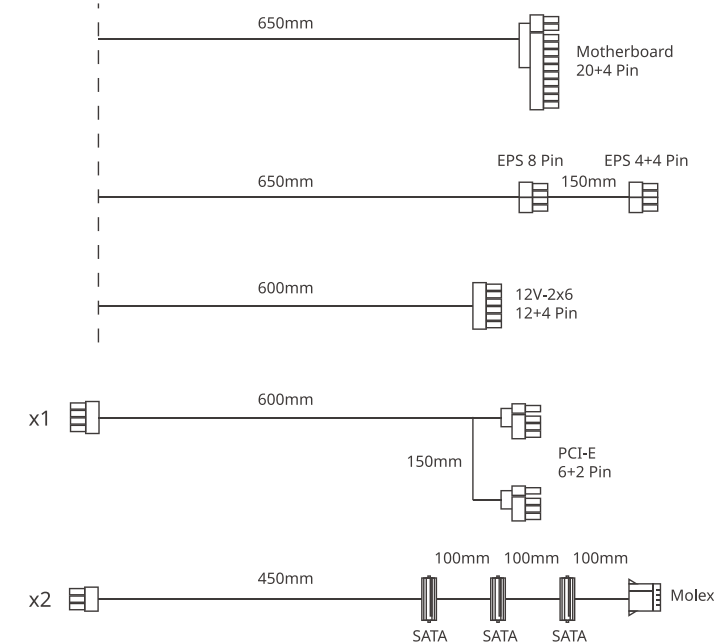 650mm
Motherboard
20+4 Pin
EPS 8 Pin
EPS 4+4 Pin
650mm
150mm
600mm
12V-2x6
12+4 Pin
x1
600mm
150mm
PCI-E
6+2 Pin
x2
450mm
100mm
100mm
100mm
Molex
SATA
SATA
SATA